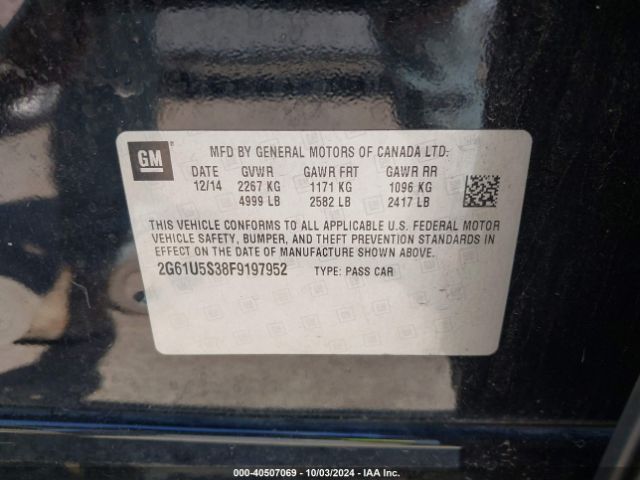 GM
MFD BY GENERAL MOTORS OF CANADA LTD.
DATE GVWR GAWR FRT GAWR RR
12/14 2267 KG 1171 KG 1096 KG
4999 LB 2582 LB 2417 LB
THIS VEHICLE CONFORMS TO ALL APPLICABLE U.S. FEDERAL MOTOR
VEHICLE SAFETY, BUMPER, AND THEFT PREVENTION STANDARDS
IN EFFECT ON THE DATE OF MANUFACTURE SHOWN ABOVE.
2G61U5S38F9197952 TYPE: PASS CAR
000-40507069 - 10/03/2024 - IAA Inc.